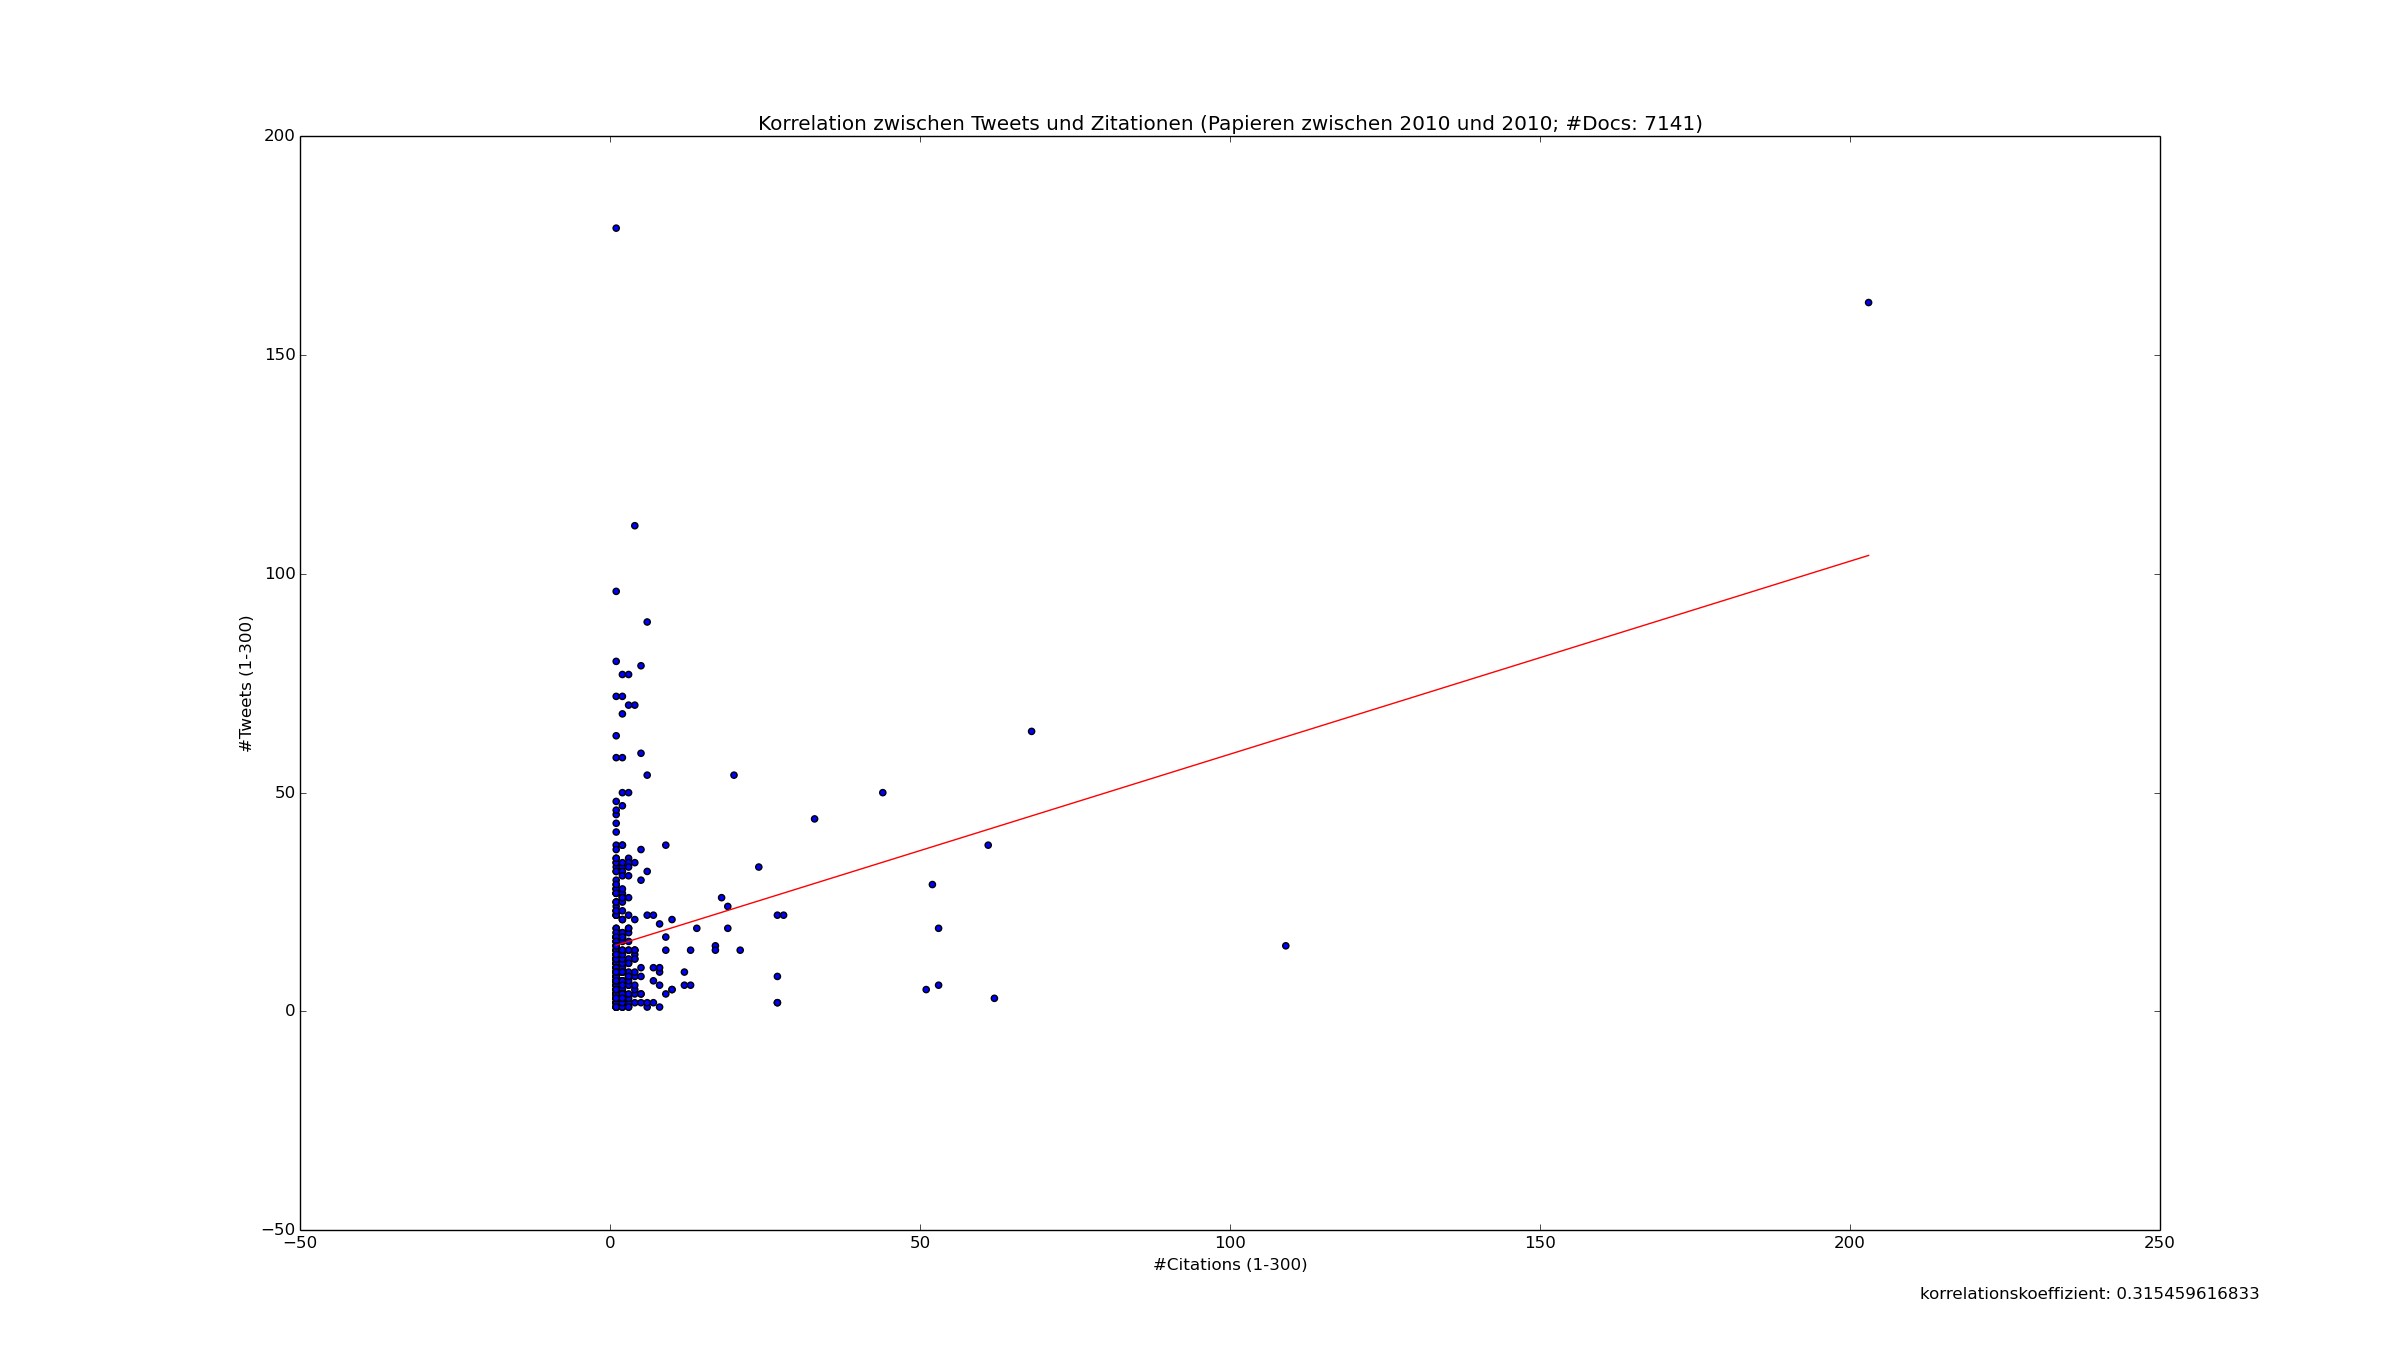 Korrelation zwischen Tweets und Zitationen (Papieren zwischen 2010 und 2010; #Docs: 7141)
200
150
100
50
0
−50
#Tweets (1-300)
−50 0 50 100 150 200 250
#Citations (1-300)
korrelationskoeffizient: 0.315459616833